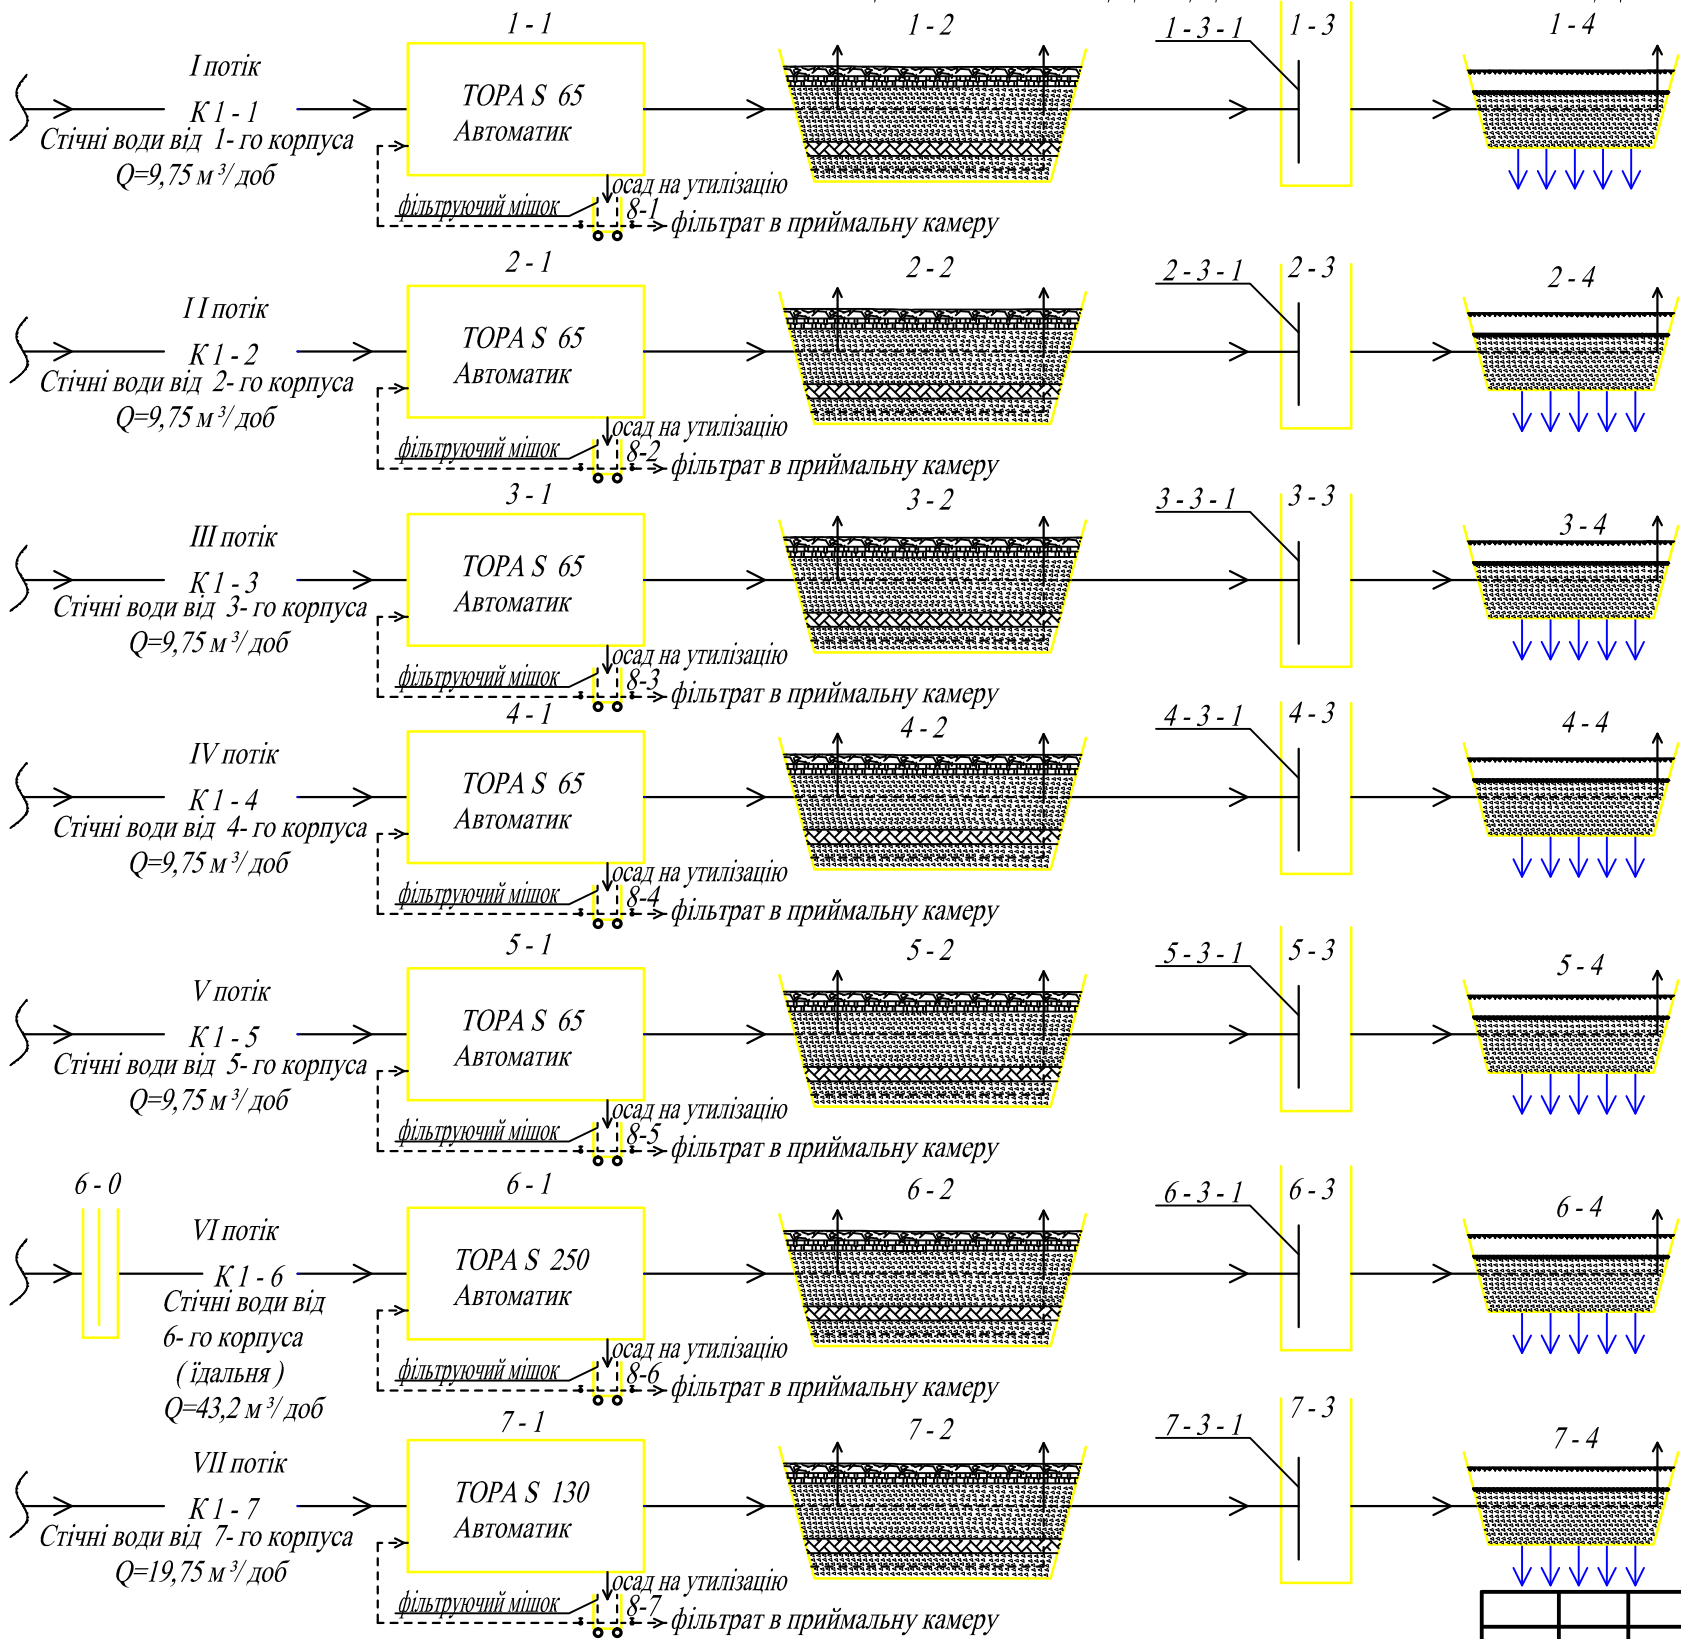 1 - 1
1 - 2
1 - 3 - 1
1 - 3
1 - 4
I потік
К 1 - 1
Стічні води від 1- го корпуса
Q=9,75 м³/ доб
TOPA S 65
Автоматик
осад на утилізацію
фільтруючий мішок
8-1
фільтрат в приймальну камеру
2 - 1
2 - 2
2 - 3 - 1
2 - 3
2 - 4
I I потік
К 1 - 2
Стічні води від 2- го корпуса
Q=9,75 м³/ доб
TOPA S 65
Автоматик
осад на утилізацію
фільтруючий мішок
8-2
фільтрат в приймальну камеру
3 - 1
3 - 2
3 - 3 - 1
3 - 3
3 - 4
III потік
К 1 - 3
Стічні води від 3- го корпуса
Q=9,75 м³/ доб
TOPA S 65
Автоматик
осад на утилізацію
фільтруючий мішок
8-3
фільтрат в приймальну камеру
4 - 1
4 - 2
4 - 3 - 1
4 - 3
4 - 4
IV потік
К 1 - 4
Стічні води від 4- го корпуса
Q=9,75 м³/ доб
TOPA S 65
Автоматик
осад на утилізацію
фільтруючий мішок
8-4
фільтрат в приймальну камеру
5 - 1
5 - 2
5 - 3 - 1
5 - 3
5 - 4
V потік
К 1 - 5
Стічні води від 5- го корпуса
Q=9,75 м³/ доб
TOPA S 65
Автоматик
осад на утилізацію
фільтруючий мішок
8-5
фільтрат в приймальну камеру
6 - 0
6 - 1
6 - 2
6 - 3 - 1
6 - 3
6 - 4
VI потік
К 1 - 6
Стічні води від
6- го корпуса
( їдальня )
Q=43,2 м³/ доб
TOPA S 250
Автоматик
осад на утилізацію
фільтруючий мішок
8-6
фільтрат в приймальну камеру
7 - 1
7 - 2
7 - 3 - 1
7 - 3
7 - 4
VII потік
К 1 - 7
Стічні води від 7- го корпуса
Q=19,75 м³/ доб
TOPA S 130
Автоматик
осад на утилізацію
фільтруючий мішок
8-7
фільтрат в приймальну камеру